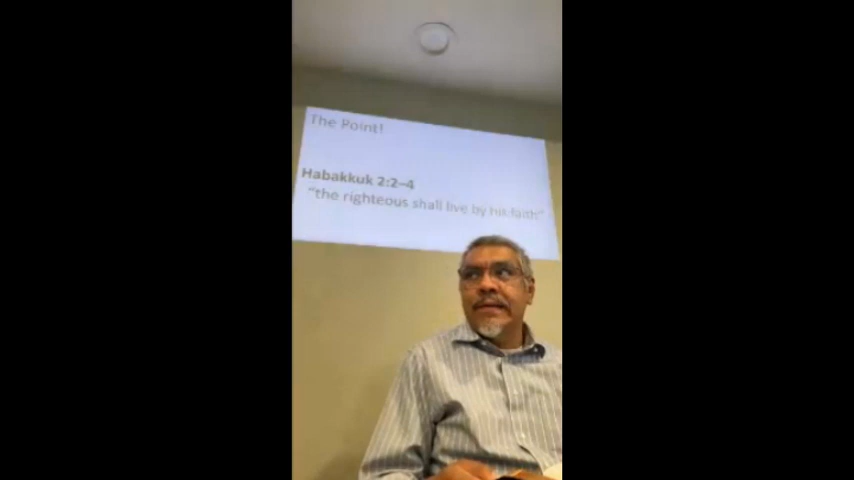 The Point!
Habakkuk 2:2–4
“the righteous shall live by his faith”